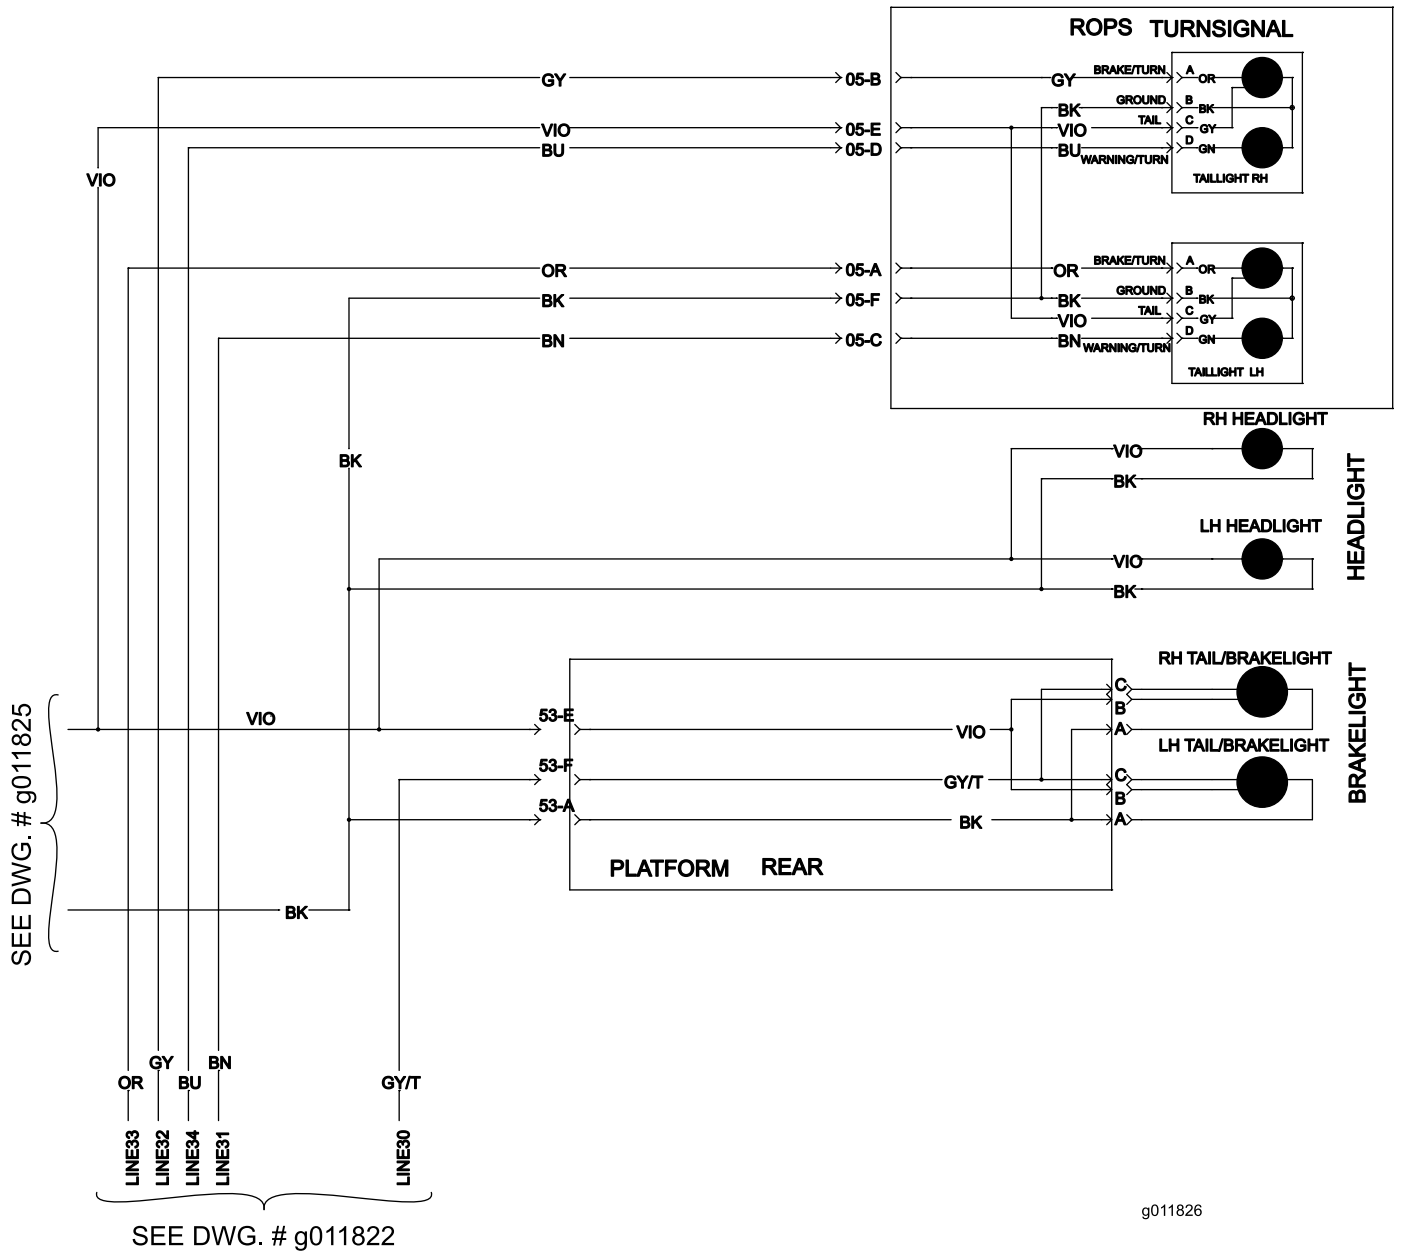 ROPS TURNSIGNAL
GY 05-B GY BRAKE/TURN A OR
BK GROUND B BK
VIO 05-E VIO TAIL C GY
BU 05-D BU WARNING/TURN D GN
TAILLIGHT RH
VIO
OR 05-A OR BRAKE/TURN A OR
BK 05-F BK GROUND B BK
VIO TAIL C GY
BN 05-C BN WARNING/TURN D GN
TAILLIGHT LH
RH HEADLIGHT
VIO
BK
BK
LH HEADLIGHT
VIO
BK
HEADLIGHT
RH TAIL/BRAKELIGHT
C
B
VIO 53-E VIO A
LH TAIL/BRAKELIGHT
53-F GY/T C
B
53-A BK A
BRAKELIGHT
PLATFORM REAR
BK
SEE DWG. # g011825
GY BN
OR BU GY/T
LINE33
LINE32
LINE34
LINE31
LINE30
SEE DWG. # g011822
g011826